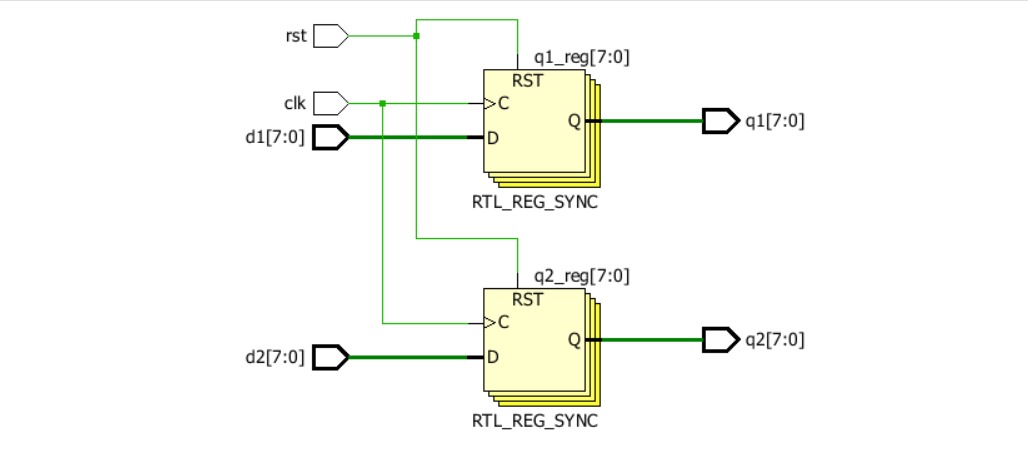 rst
q1_reg[7:0]
RST
clk
C
d1[7:0]
D
Q
q1[7:0]
RTL_REG_SYNC
q2_reg[7:0]
RST
C
d2[7:0]
D
Q
q2[7:0]
RTL_REG_SYNC